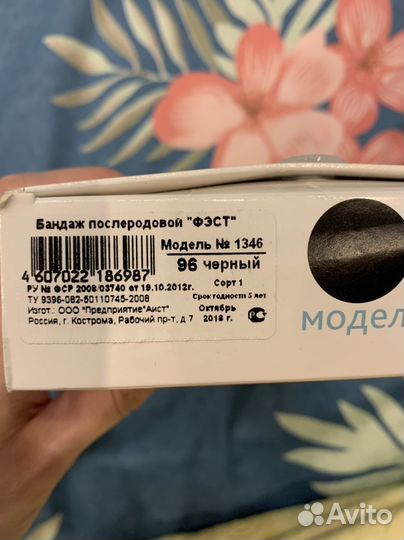 Бандаж послеродовой "ФЭСТ"
Модель № 1346
96 черный
4 607022 186987
РУ № ФСР 2008/03740 от 19.10.2012г.
Сорт 1
ТУ 9396-082-50110745-2008
Срок годности 5 лет
Изгот.: ООО "Предприятие"Аист"
Октябрь
Россия, г. Кострома, Рабочий пр-т, д 7
2018 г.
модел
Avito